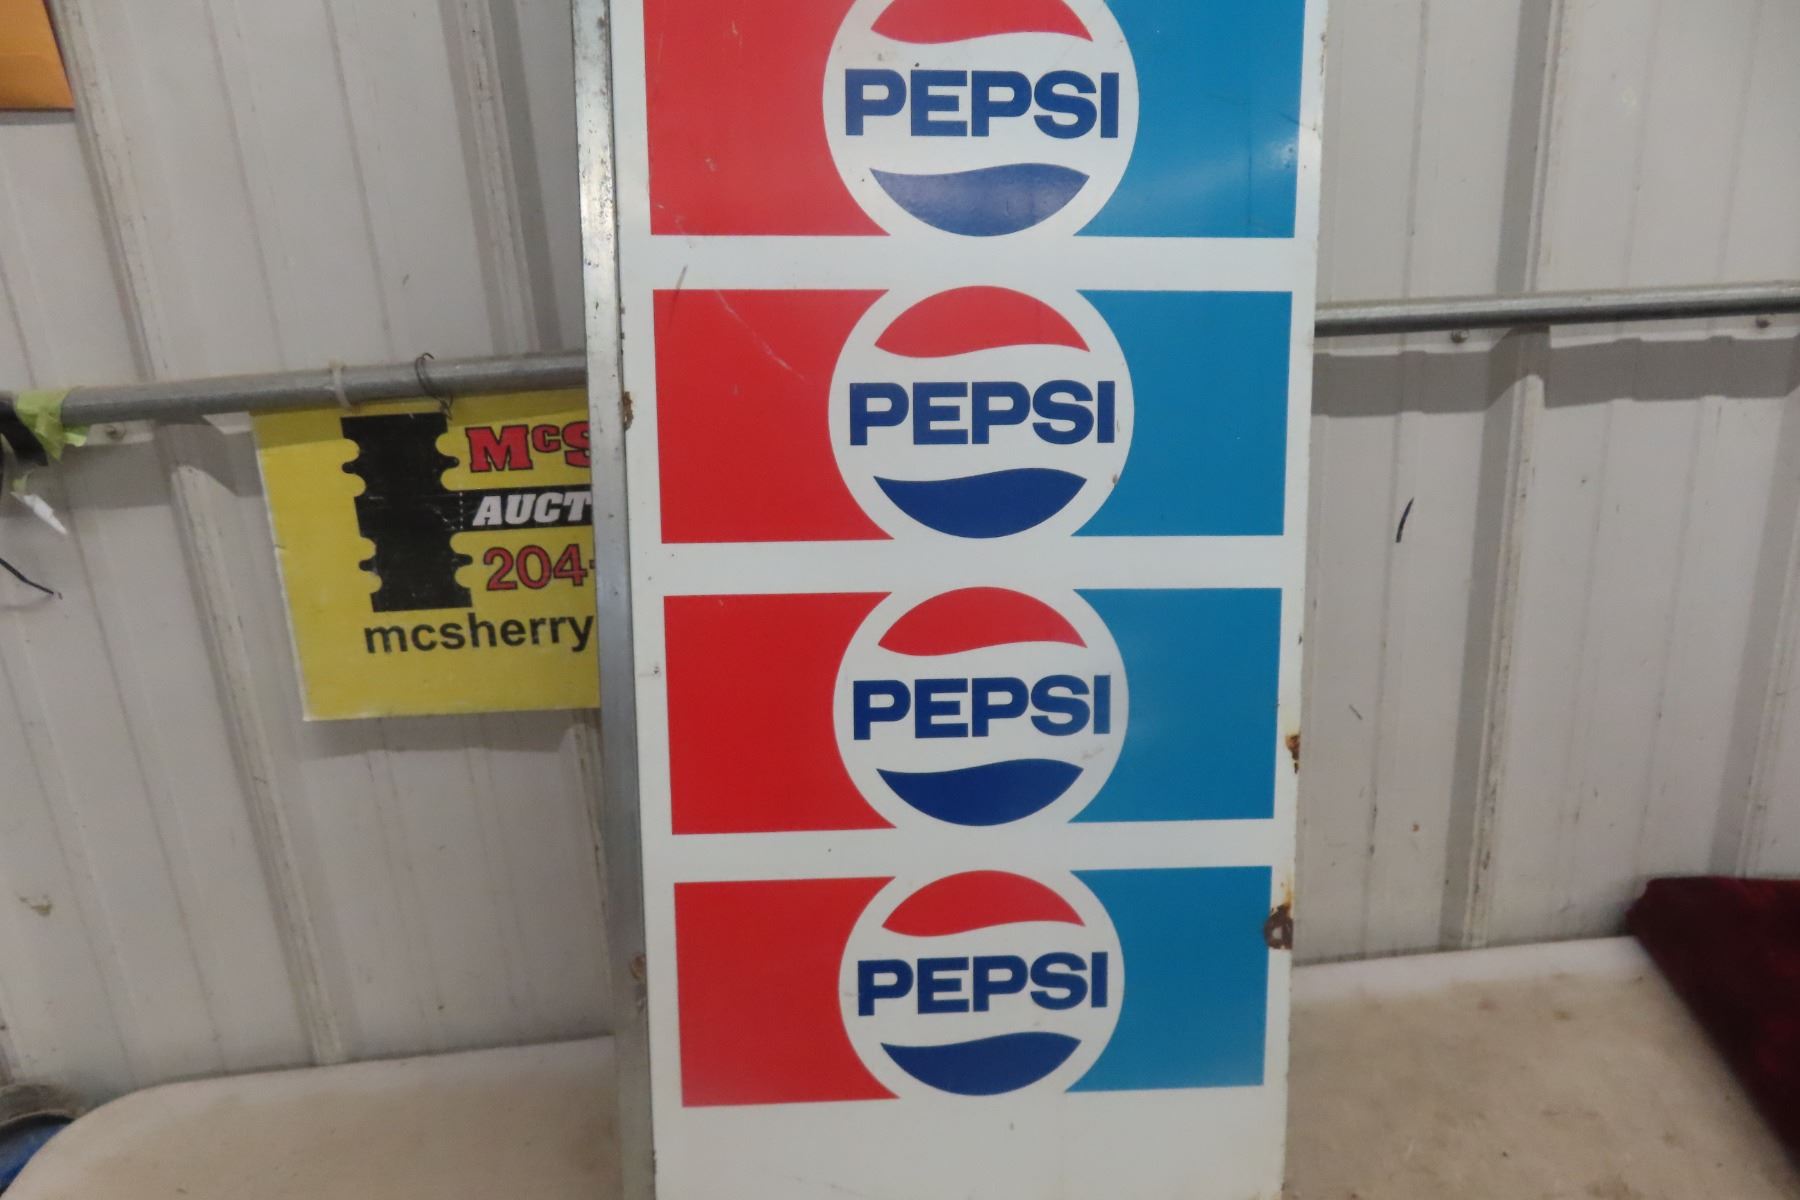 PEPSI
PEPSI
PEPSI
PEPSI
McS
AUCT
204-
mcsherry